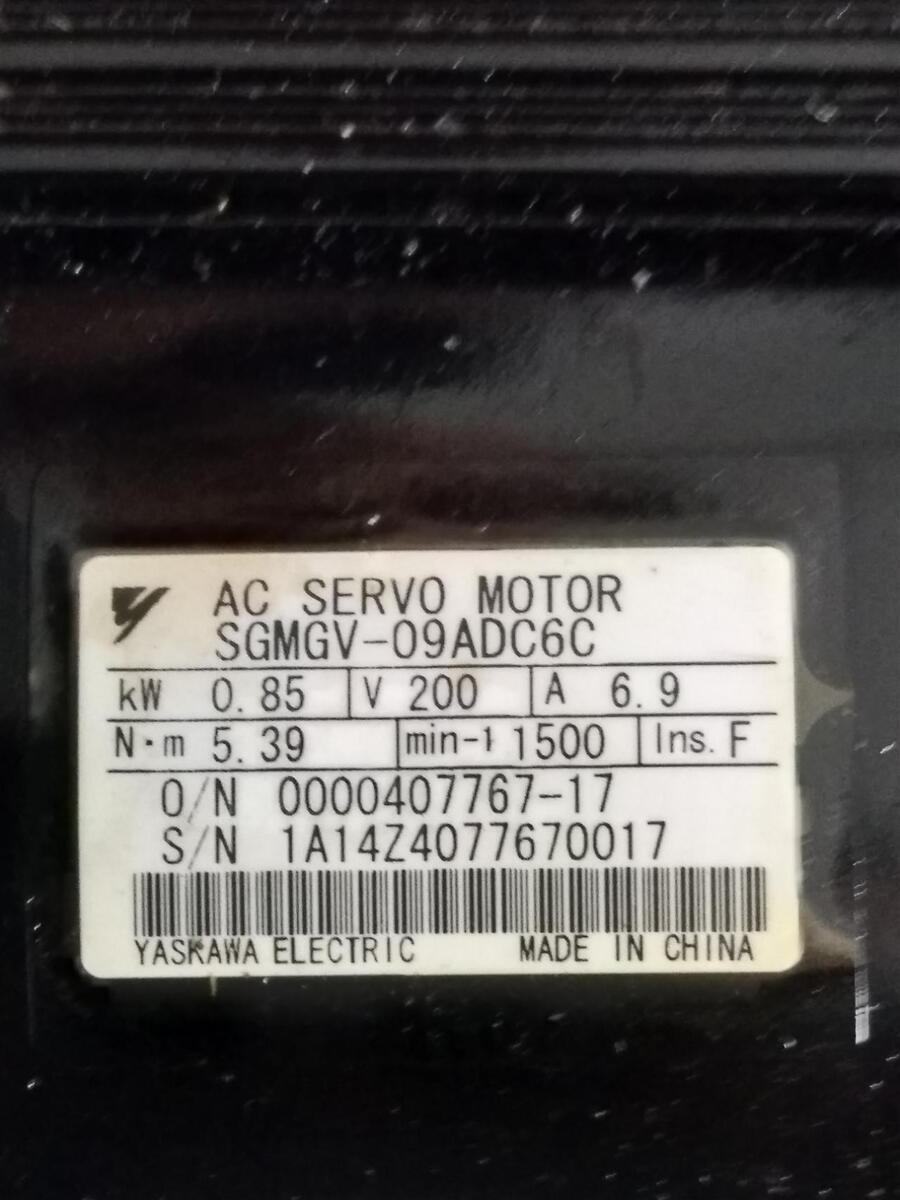 AC SERVO MOTOR
SGMGV-09ADC6C
kW 0.85 V 200 A 6.9
N·m 5.39 min-1 1500 Ins. F
O/N 0000407767-17
S/N 1A14Z4077670017
YASKAWA ELECTRIC MADE IN CHINA